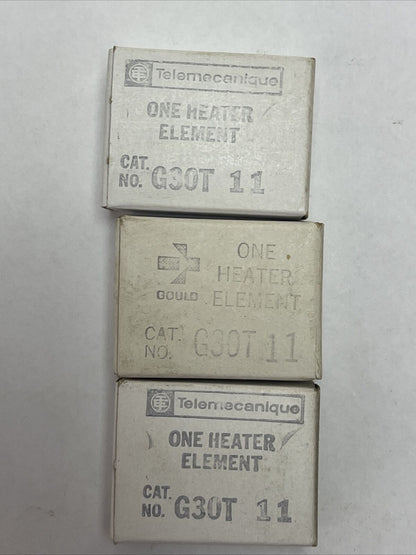 Telemecanique
ONE HEATER
ELEMENT
CAT.
NO. G30T 11
ONE
HEATER
GOULD ELEMENT
CAT.
NO. G30T 11
Telemecanique
ONE HEATER
ELEMENT
CAT.
NO. G30T 11